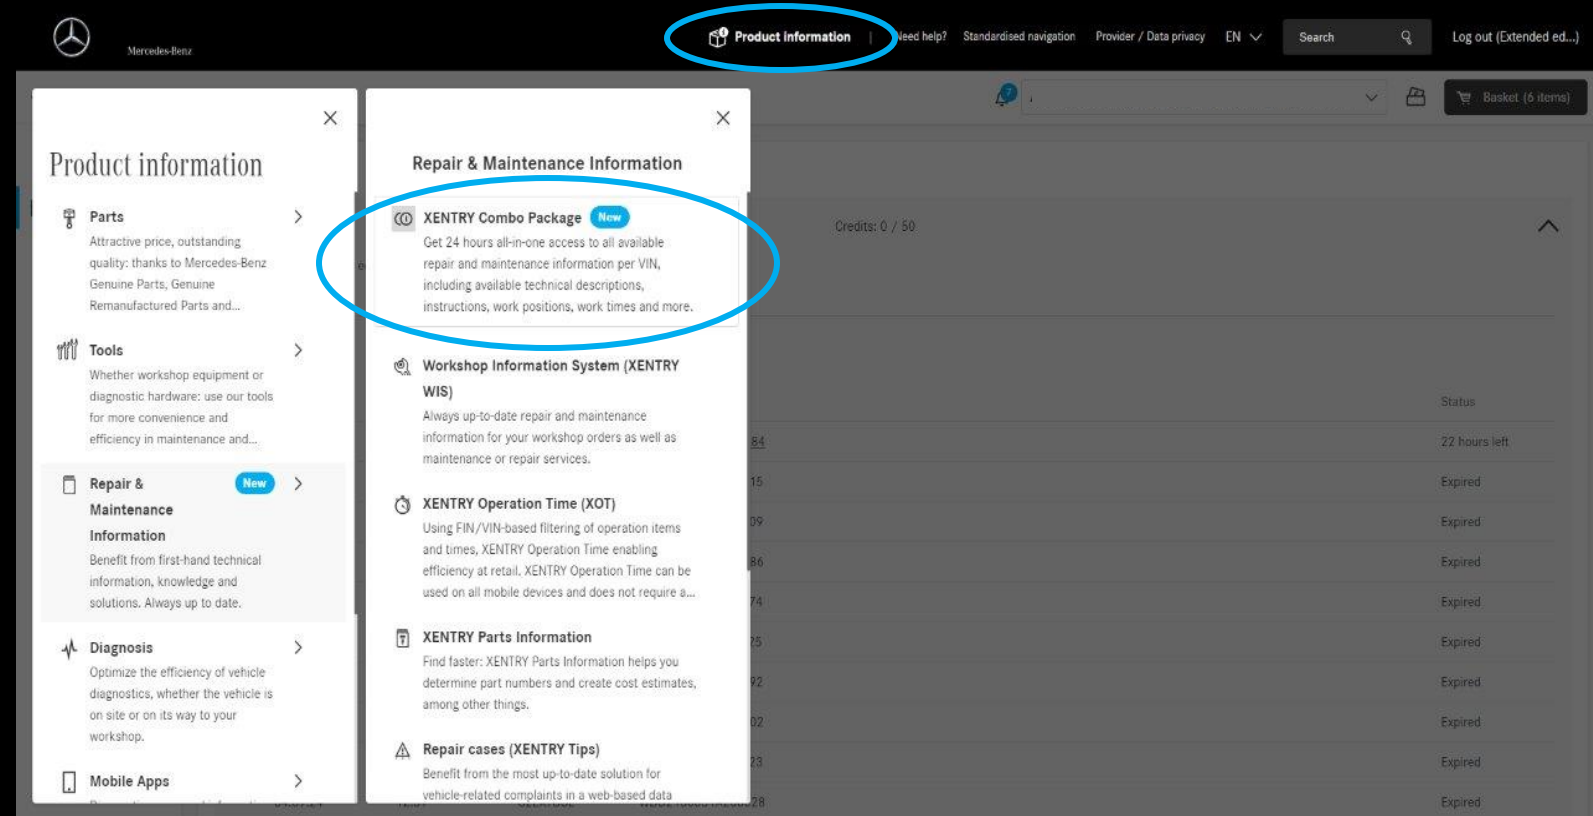 Mercedes-Benz
Product information
Need help?
Standardised navigation
Provider / Data privacy
EN
Search
Log out (Extended ed...)
7
Basket (6 items)
Product information
Parts
Attractive price, outstanding
quality: thanks to Mercedes-Benz
Genuine Parts, Genuine
Remanufactured Parts and...
Tools
Whether workshop equipment or
diagnostic hardware: use our tools
for more convenience and
efficiency in maintenance and...
Repair &
New
Maintenance
Information
Benefit from first-hand technical
information, knowledge and
solutions. Always up to date.
Diagnosis
Optimize the efficiency of vehicle
diagnostics, whether the vehicle is
on site or on its way to your
workshop.
Mobile Apps
Repair & Maintenance Information
XENTRY Combo Package
New
Get 24 hours all-in-one access to all available
repair and maintenance information per VIN,
including available technical descriptions,
instructions, work positions, work times and more.
Workshop Information System (XENTRY
WIS)
Always up-to-date repair and maintenance
information for your workshop orders as well as
maintenance or repair services.
XENTRY Operation Time (XOT)
Using FIN/VIN-based filtering of operation items
and times, XENTRY Operation Time enabling
efficiency at retail. XENTRY Operation Time can be
used on all mobile devices and does not require a...
XENTRY Parts Information
Find faster: XENTRY Parts Information helps you
determine part numbers and create cost estimates,
among other things.
Repair cases (XENTRY Tips)
Benefit from the most up-to-date solution for
vehicle-related complaints in a web-based data
Credits: 0 / 50
Status
84
22 hours left
15
Expired
09
Expired
86
Expired
74
Expired
25
Expired
92
Expired
02
Expired
23
Expired
28
Expired